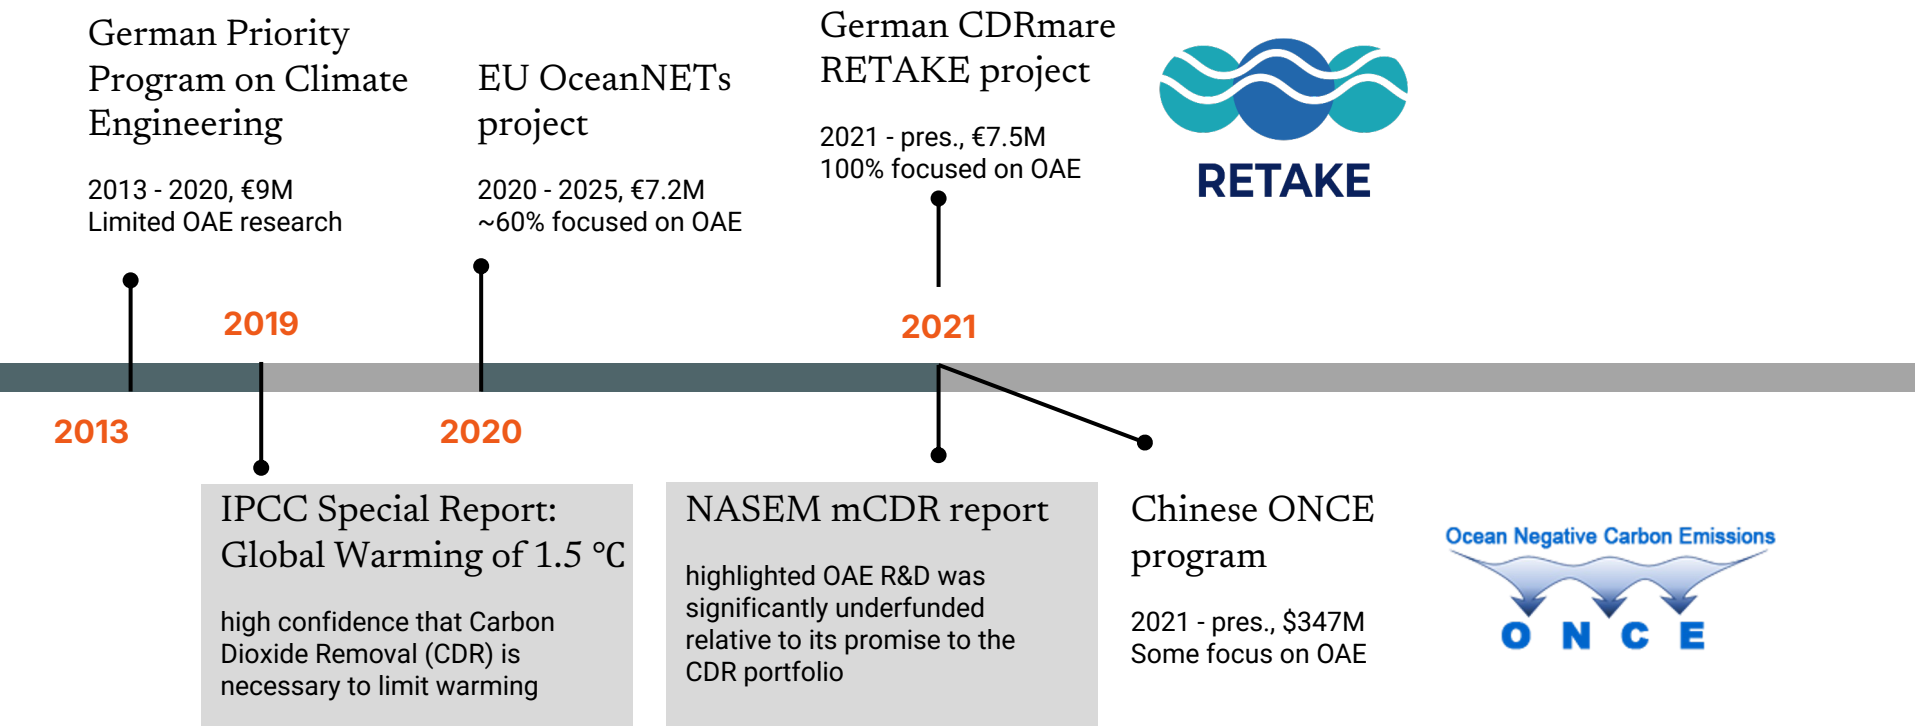 German Priority
Program on Climate
Engineering
2013 - 2020, €9M
Limited OAE research
EU OceanNETs
project
2020 - 2025, €7.2M
~60% focused on OAE
German CDRmare
RETAKE project
2021 - pres., €7.5M
100% focused on OAE
RETAKE
2019
2021
2013
2020
IPCC Special Report:
Global Warming of 1.5 °C
high confidence that Carbon
Dioxide Removal (CDR) is
necessary to limit warming
NASEM mCDR report
highlighted OAE R&D was
significantly underfunded
relative to its promise to the
CDR portfolio
Chinese ONCE
program
2021 - pres., $347M
Some focus on OAE
Ocean Negative Carbon Emissions
O N C E